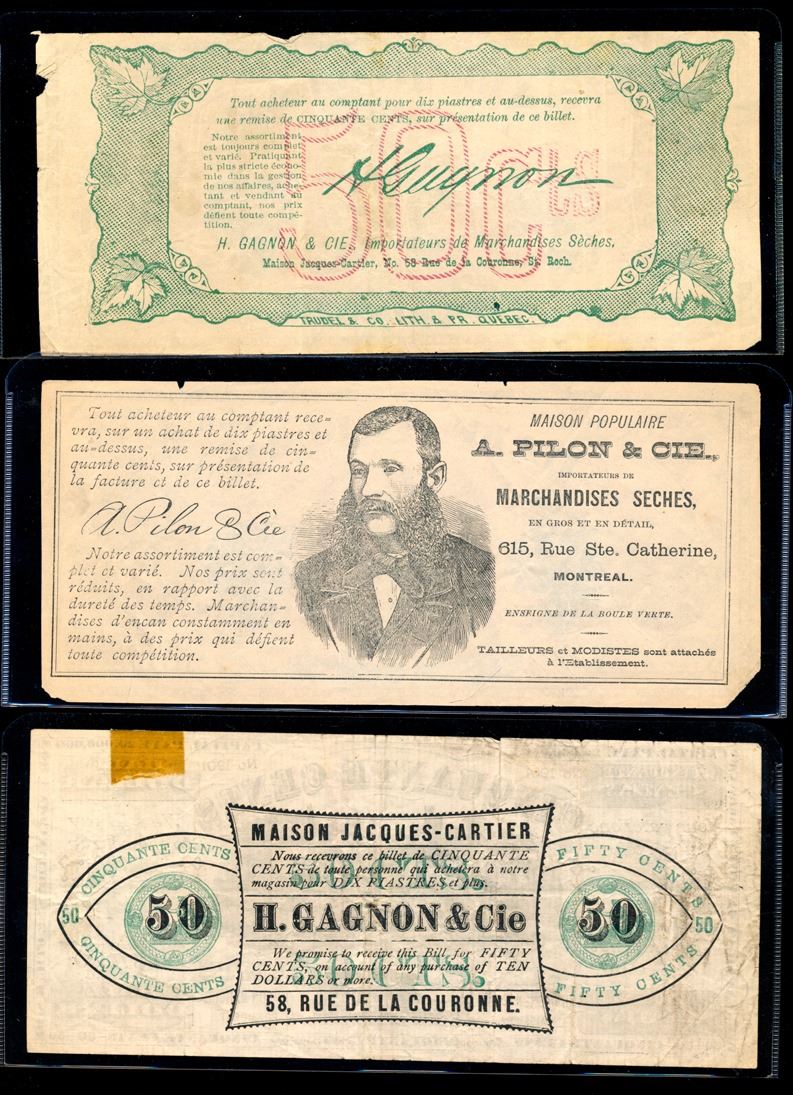 Tout acheteur au comptant pour dix piastres et au-dessus, recevra
une remise de CINQUANTE CENTS, sur présentation de ce billet.
Notre assortiment
est toujours complet
et varié. Pratiquant
la plus stricte écono-
mie dans la gestion
de nos affaires, ache-
tant et vendant au
comptant, nos prix
défient toute compé-
tition.
50cts
H Gagnon
H. GAGNON & CIE, Importateurs de Marchandises Sèches,
Maison Jacques-Cartier, No. 58 Rue de la Couronne, St. Roch.
TRUDEL & CO. LITH. & PR. QUEBEC.
Tout acheteur au comptant rece-
vra, sur un achat de dix piastres et
au-dessus, une remise de cin-
quante cents, sur présentation de
la facture et de ce billet.
A. Pilon & Cie
Notre assortiment est com-
plet et varié. Nos prix sont
réduits, en rapport avec la
dureté des temps. Marchan-
dises d'encan constamment en
mains, à des prix qui défient
toute compétition.
MAISON POPULAIRE
A. PILON & CIE.,
IMPORTATEURS DE
MARCHANDISES SECHES,
EN GROS ET EN DÉTAIL,
615, Rue Ste. Catherine,
MONTREAL.
ENSEIGNE DE LA BOULE VERTE.
TAILLEURS et MODISTES sont attachés
à l'Etablissement.
MAISON JACQUES-CARTIER
Nous recevrons ce billet de CINQUANTE
CENTS de toute personne qui achètera à notre
magasin pour DIX PIASTRES et plus.
H. GAGNON & Cie
We promise to receive this Bill for FIFTY
CENTS, on account of any purchase of TEN
DOLLARS or more.
58, RUE DE LA COURONNE.
CINQUANTE CENTS
50
50
CINQUANTE CENTS
FIFTY CENTS
50
50
FIFTY CENTS
50 CTS